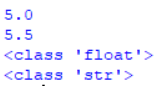 5.0
5.5
<class 'float'>
<class 'str'>